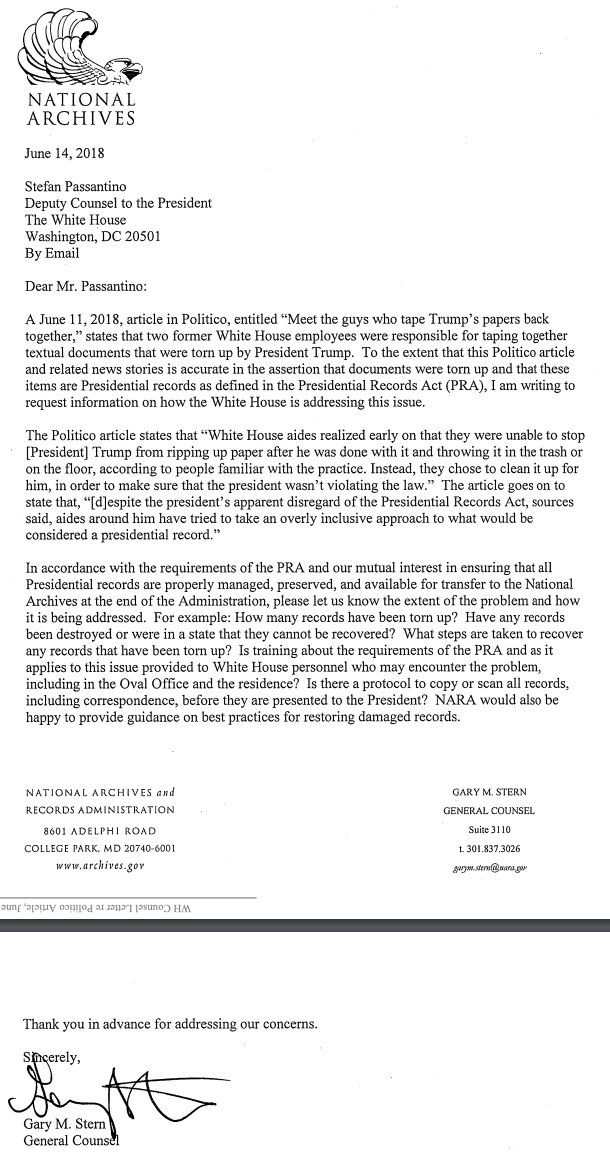 NATIONAL
ARCHIVES
June 14, 2018
Stefan Passantino
Deputy Counsel to the President
The White House
Washington, DC 20501
By Email
Dear Mr. Passantino:
A June 11, 2018, article in Politico, entitled “Meet the guys who tape Trump’s papers back
together,” states that two former White House employees were responsible for taping together
textual documents that were torn up by President Trump. To the extent that this Politico article
and related news stories is accurate in the assertion that documents were torn up and that these
items are Presidential records as defined in the Presidential Records Act (PRA), I am writing to
request information on how the White House is addressing this issue.
The Politico article states that “White House aides realized early on that they were unable to stop
[President] Trump from ripping up paper after he was done with it and throwing it in the trash or
on the floor, according to people familiar with the practice. Instead, they chose to clean it up for
him, in order to make sure that the president wasn’t violating the law.” The article goes on to
state that, “[d]espite the president’s apparent disregard of the Presidential Records Act, sources
said, aides around him have tried to take an overly inclusive approach to what would be
considered a presidential record.”
In accordance with the requirements of the PRA and our mutual interest in ensuring that all
Presidential records are properly managed, preserved, and available for transfer to the National
Archives at the end of the Administration, please let us know the extent of the problem and how
it is being addressed. For example: How many records have been torn up? Have any records
been destroyed or were in a state that they cannot be recovered? What steps are taken to recover
any records that have been torn up? Is training about the requirements of the PRA and as it
applies to this issue provided to White House personnel who may encounter the problem,
including in the Oval Office and the residence? Is there a protocol to copy or scan all records,
including correspondence, before they are presented to the President? NARA would also be
happy to provide guidance on best practices for restoring damaged records.
NATIONAL ARCHIVES and
RECORDS ADMINISTRATION
8601 ADELPHI ROAD
COLLEGE PARK, MD 20740-6001
www.archives.gov
GARY M. STERN
GENERAL COUNSEL
Suite 3110
t. 301.837.3026
garym.stern@nara.gov
WH Counsel Letter re Politico Article, June
Thank you in advance for addressing our concerns.
Sincerely,
Gary M. Stern
General Counsel